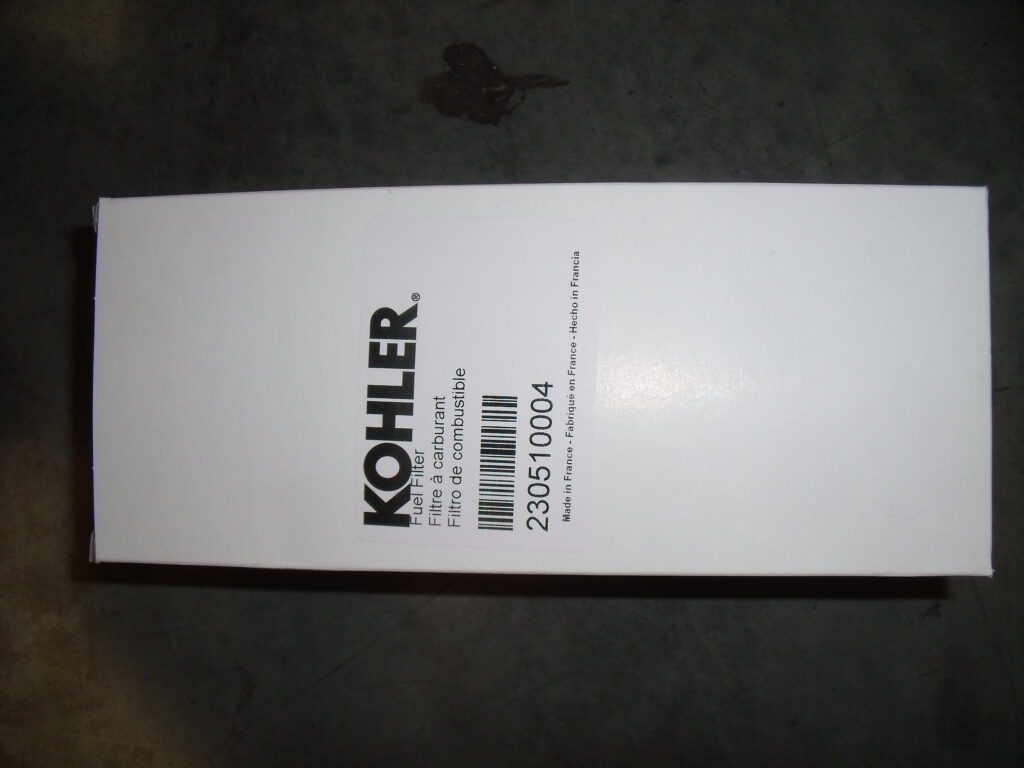 KOHLER®
Fuel Filter
Filtre à carburant
Filtro de combustible
230510004
Made in France - Fabriqué en France - Hecho in Francia